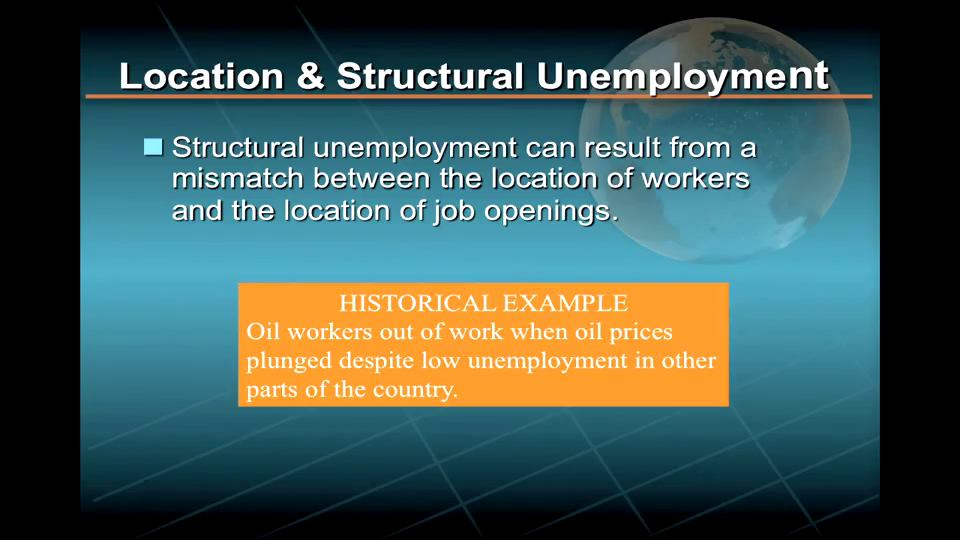 Location & Structural Unemployment
Structural unemployment can result from a
mismatch between the location of workers
and the location of job openings.
HISTORICAL EXAMPLE
Oil workers out of work when oil prices
plunged despite low unemployment in other
parts of the country.